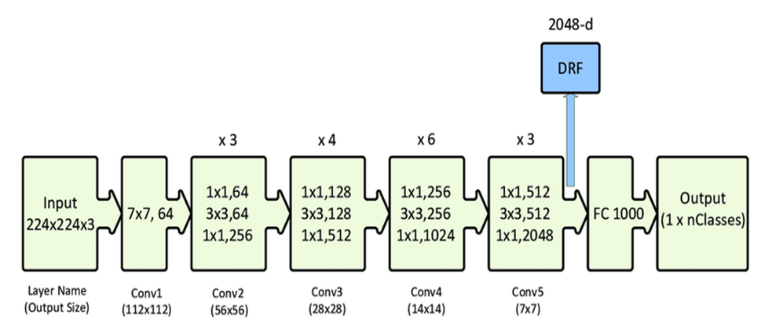 2048-d
DRF
x 3
x 4
x 6
x 3
Input
224x224x3
7x7, 64
1x1,64
3x3,64
1x1,256
1x1,128
3x3,128
1x1,512
1x1,256
3x3,256
1x1,1024
1x1,512
3x3,512
1x1,2048
FC 1000
Output
(1 x nClasses)
Layer Name
(Output Size)
Conv1
(112x112)
Conv2
(56x56)
Conv3
(28x28)
Conv4
(14x14)
Conv5
(7x7)